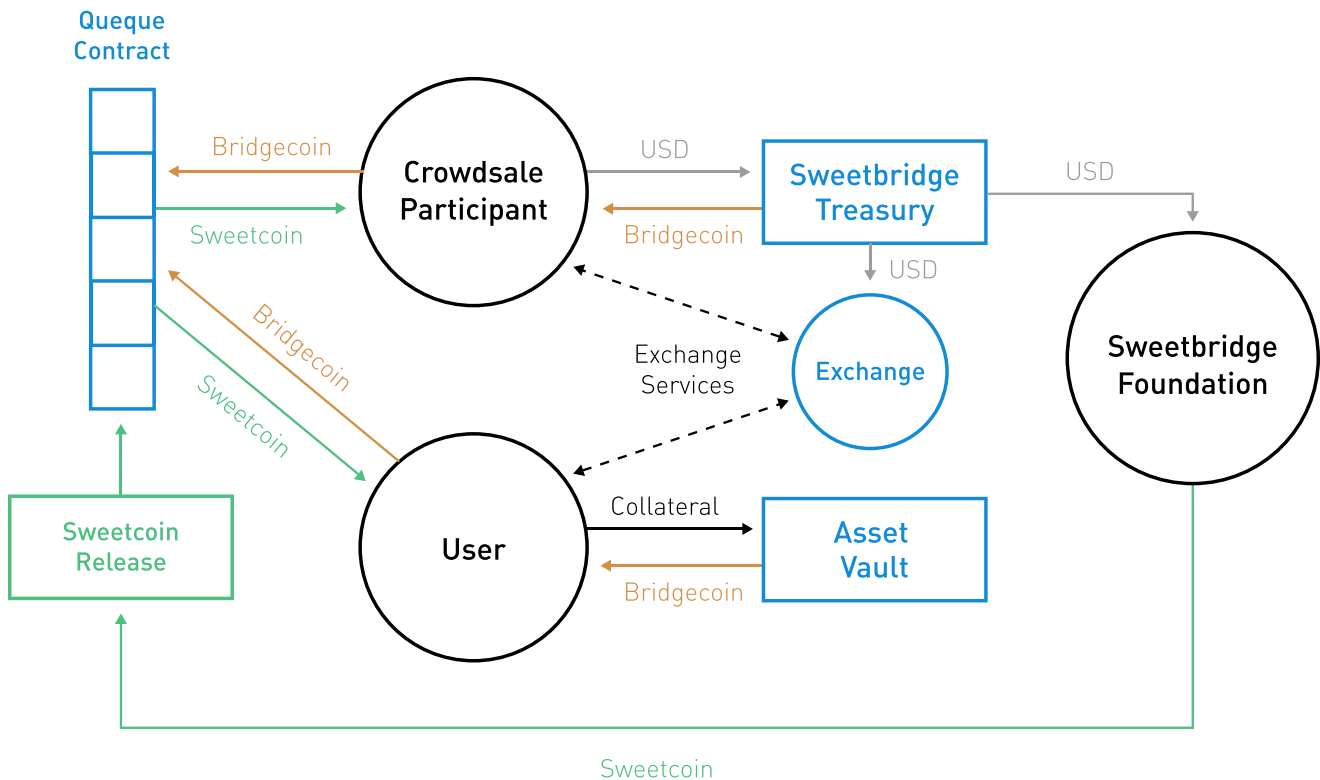 Queque
Contract
Bridgecoin
Sweetcoin
Crowdsale
Participant
USD
Bridgecoin
Sweetbridge
Treasury
USD
USD
Bridgecoin
Sweetcoin
Exchange
Services
Exchange
Sweetbridge
Foundation
Sweetcoin
Release
User
Collateral
Bridgecoin
Asset
Vault
Sweetcoin